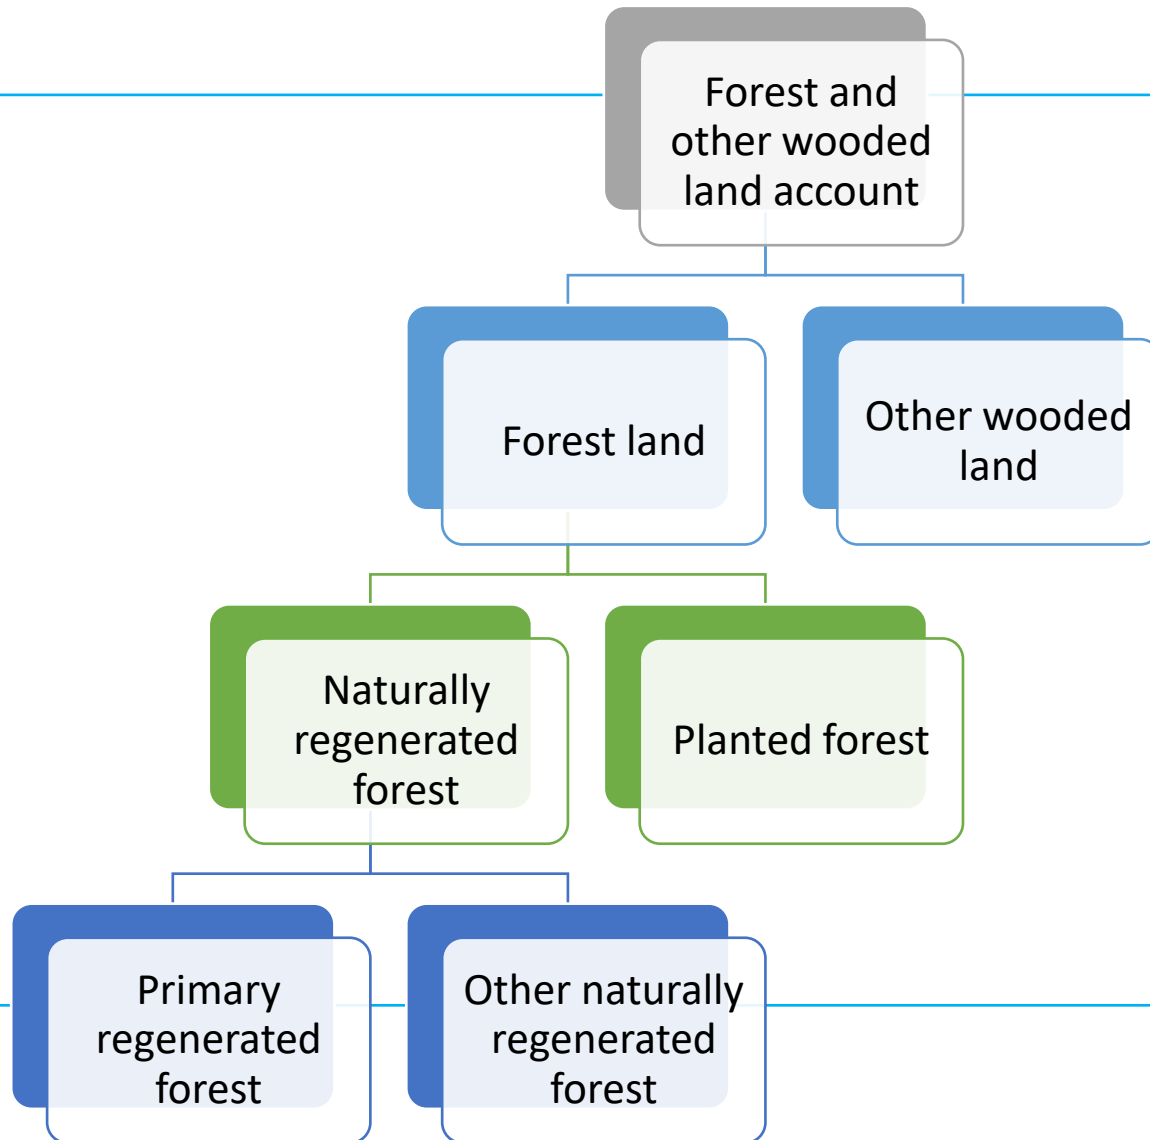 Forest and
other wooded
land account
Forest land
Other wooded
land
Naturally
regenerated
forest
Planted forest
Primary
regenerated
forest
Other naturally
regenerated
forest